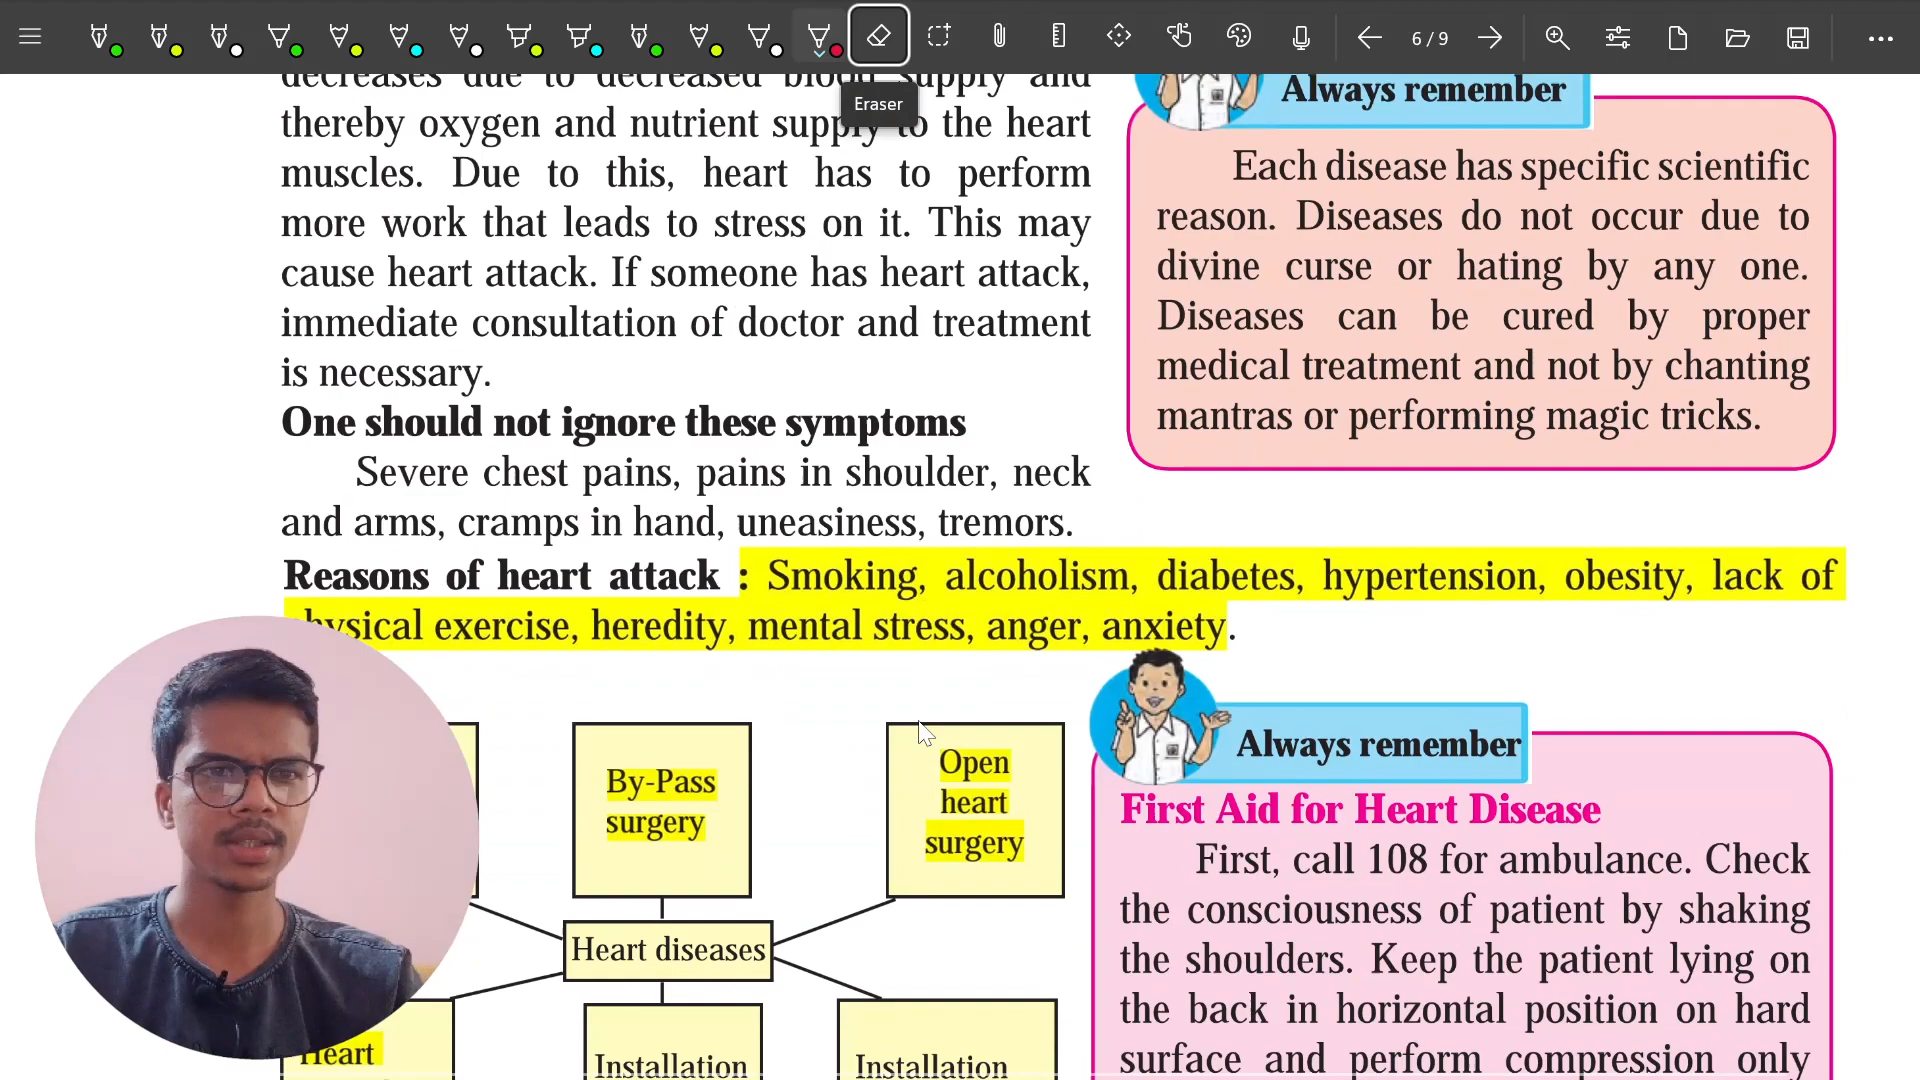 6 / 9
Eraser
decreases due to decreased blood supply and
thereby oxygen and nutrient supply to the heart
muscles. Due to this, heart has to perform
more work that leads to stress on it. This may
cause heart attack. If someone has heart attack,
immediate consultation of doctor and treatment
is necessary.
One should not ignore these symptoms
Severe chest pains, pains in shoulder, neck
and arms, cramps in hand, uneasiness, tremors.
Always remember
Each disease has specific scientific
reason. Diseases do not occur due to
divine curse or hating by any one.
Diseases can be cured by proper
medical treatment and not by chanting
mantras or performing magic tricks.
Reasons of heart attack : Smoking, alcoholism, diabetes, hypertension, obesity, lack of
physical exercise, heredity, mental stress, anger, anxiety.
By-Pass
surgery
Open
heart
surgery
Heart diseases
Heart
Installation
Installation
Always remember
First Aid for Heart Disease
First, call 108 for ambulance. Check
the consciousness of patient by shaking
the shoulders. Keep the patient lying on
the back in horizontal position on hard
surface and perform compression only